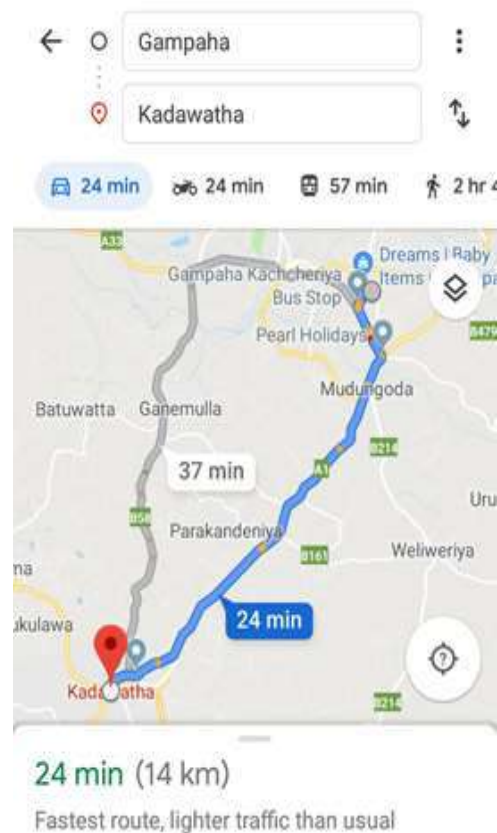 Gampaha
Kadawatha
24 min 24 min 57 min 2 hr 4
A33
Dreams | Baby
Gampaha Kachcheriya Items
Bus Stop
Pearl Holidays
B479
Mudungoda
Batuwatta Ganemulla
B214
37 min
A1
Uru
B58
Parakandeniya
B161
Weliweriya
ma
ukulawa
24 min
?
Kadawatha
B214
24 min (14 km)
Fastest route, lighter traffic than usual